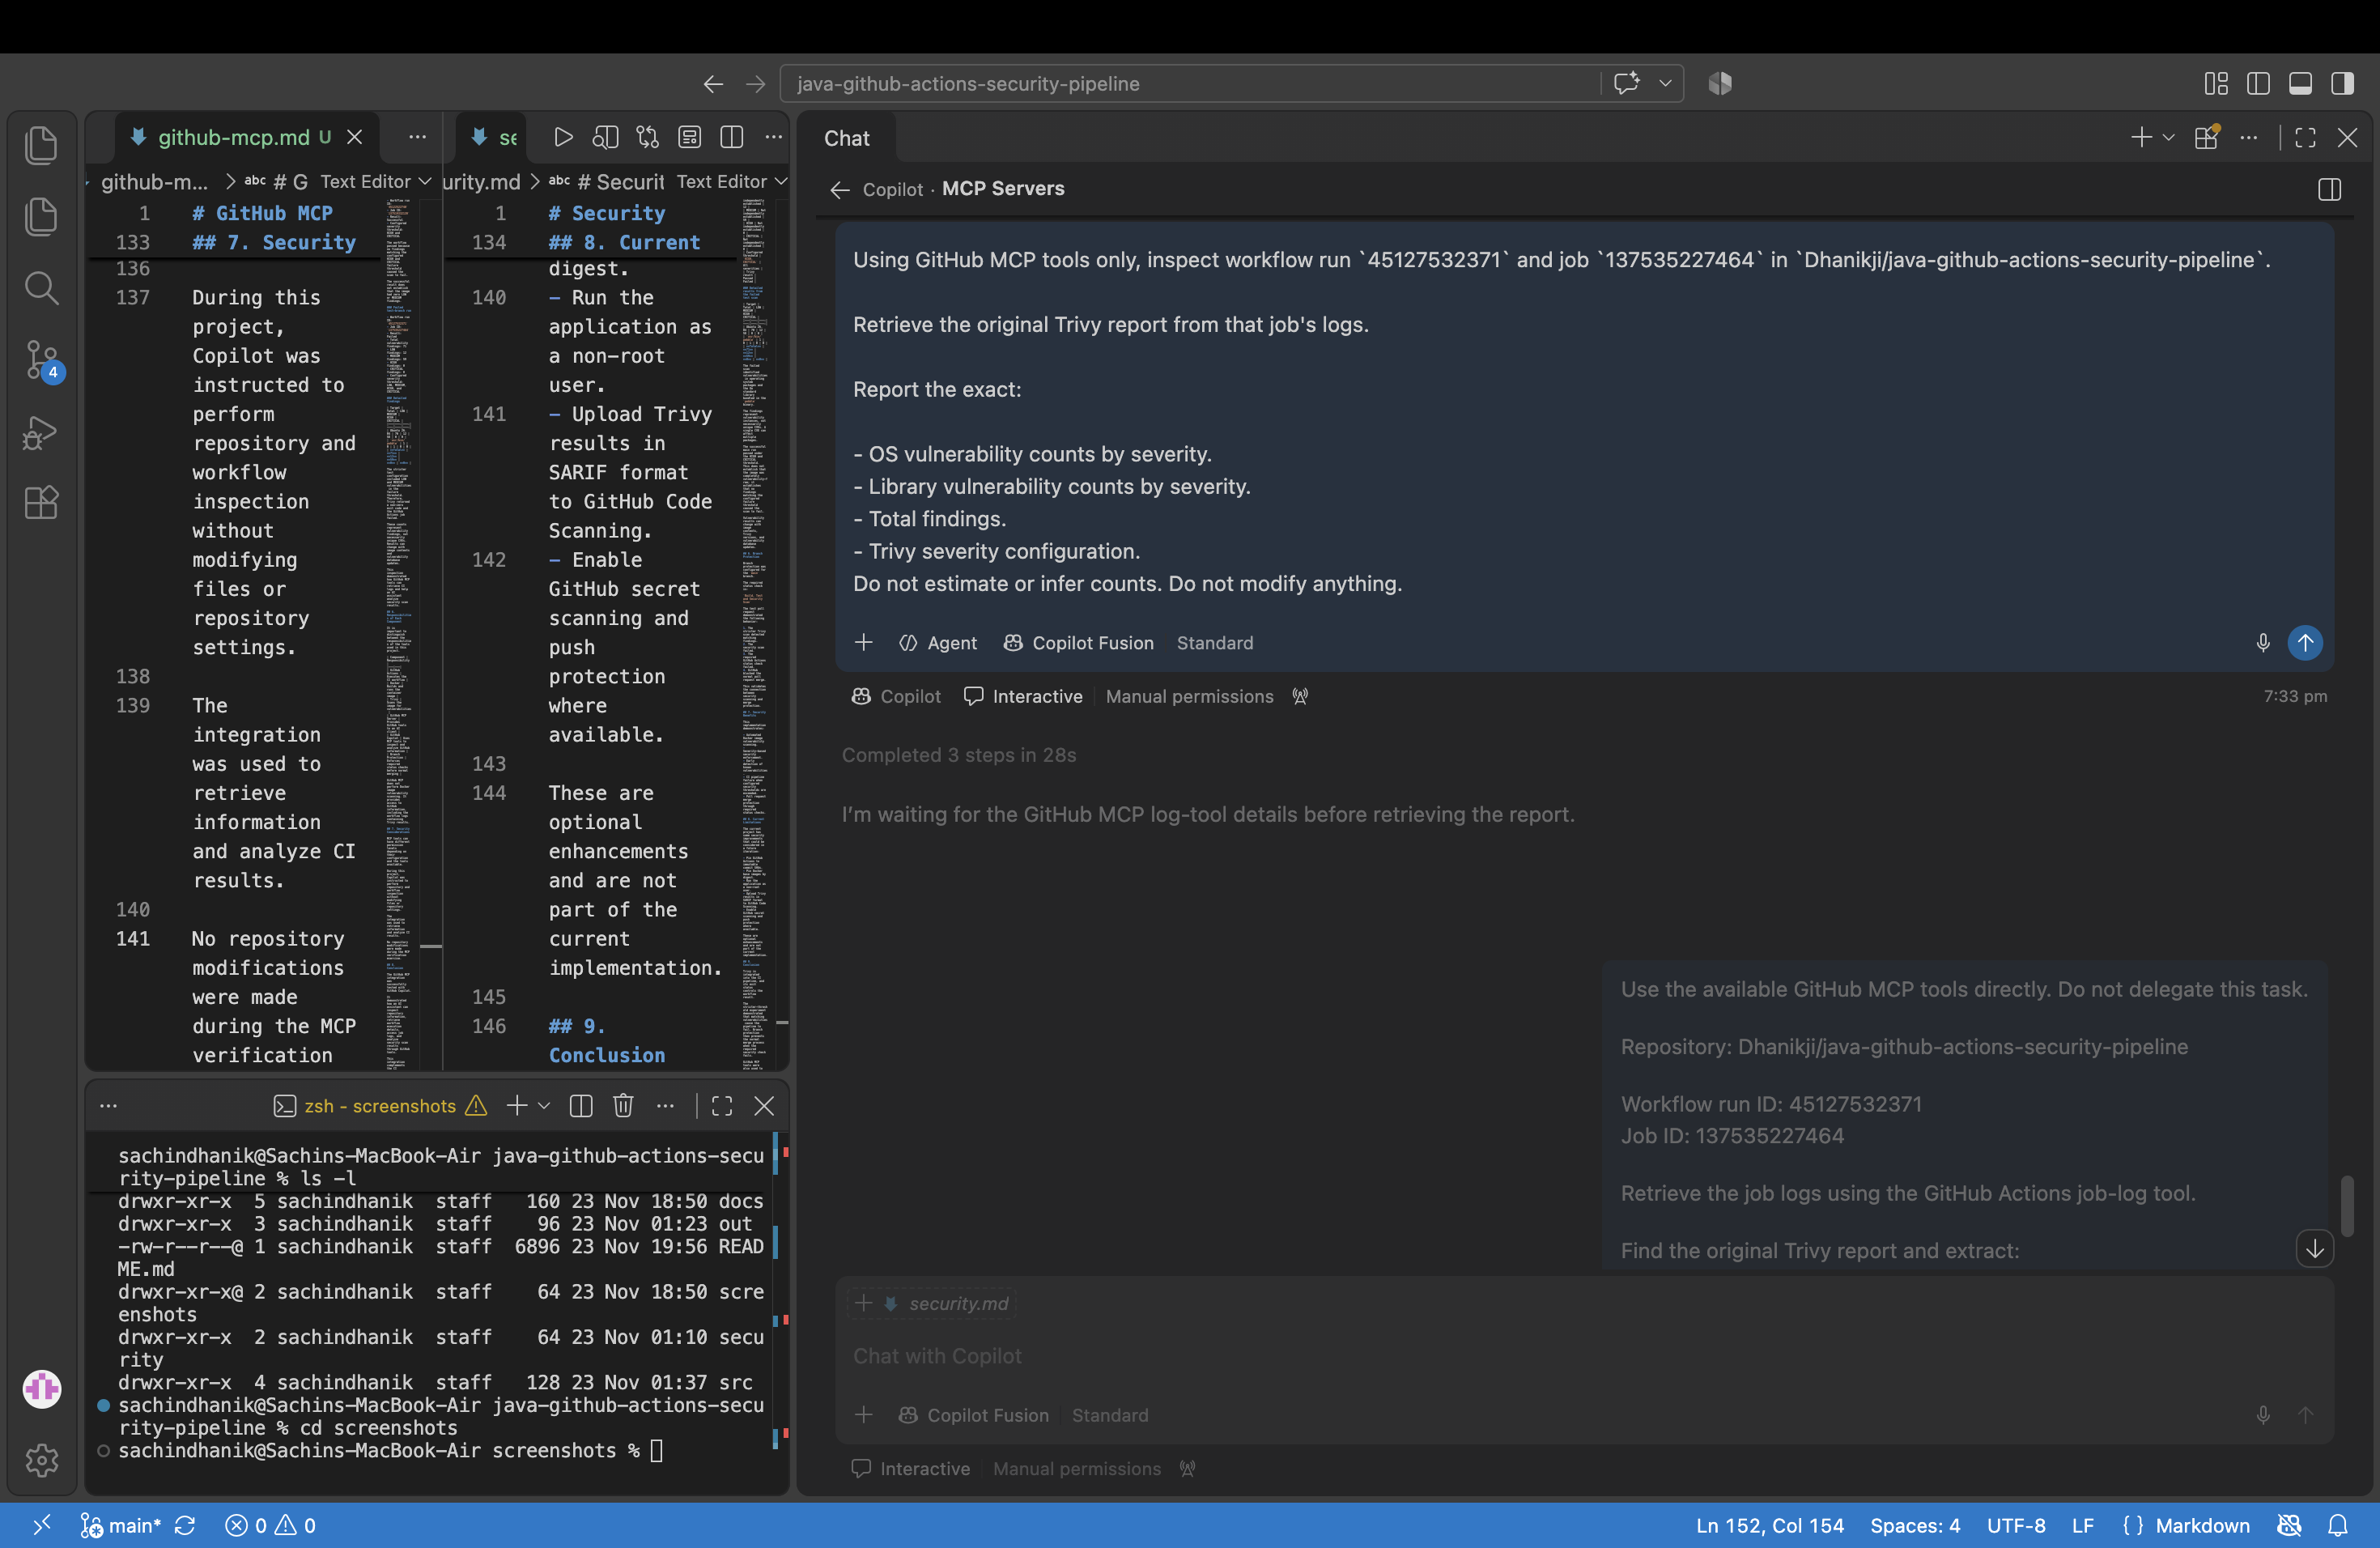 java-github-actions-security-pipeline
github-mcp.md U
github-m... > abc # G Text Editor
1 # GitHub MCP
133 ## 7. Security
136
137 During this
project,
Copilot was
instructed to
perform
repository and
workflow
inspection
without
modifying
files or
repository
settings.
138
139 The
integration
was used to
retrieve
information
and analyze CI
results.
140
141 No repository
modifications
were made
during the MCP
verification
se
urity.md > abc # Securit Text Editor
1 # Security
134 ## 8. Current
digest.
140 - Run the
application as
a non-root
user.
141 - Upload Trivy
results in
SARIF format
to GitHub Code
Scanning.
142 - Enable
GitHub secret
scanning and
push
protection
where
available.
143
144 These are
optional
enhancements
and are not
part of the
current
implementation.
145
146 ## 9.
Conclusion
zsh - screenshots
sachindhanik@Sachins-MacBook-Air java-github-actions-secu
rity-pipeline % ls -l
drwxr-xr-x 5 sachindhanik staff 160 23 Nov 18:50 docs
drwxr-xr-x 3 sachindhanik staff 96 23 Nov 01:23 out
-rw-r--r--@ 1 sachindhanik staff 6896 23 Nov 19:56 READ
ME.md
drwxr-xr-x@ 2 sachindhanik staff 64 23 Nov 18:50 scre
enshots
drwxr-xr-x 2 sachindhanik staff 64 23 Nov 01:10 secu
rity
drwxr-xr-x 4 sachindhanik staff 128 23 Nov 01:37 src
sachindhanik@Sachins-MacBook-Air java-github-actions-secu
rity-pipeline % cd screenshots
sachindhanik@Sachins-MacBook-Air screenshots %
Chat
Copilot · MCP Servers
Using GitHub MCP tools only, inspect workflow run `45127532371` and job `137535227464` in `Dhanikji/java-github-actions-security-pipeline`.
Retrieve the original Trivy report from that job's logs.
Report the exact:
- OS vulnerability counts by severity.
- Library vulnerability counts by severity.
- Total findings.
- Trivy severity configuration.
Do not estimate or infer counts. Do not modify anything.
Agent Copilot Fusion Standard
Copilot Interactive Manual permissions 7:33 pm
Completed 3 steps in 28s
I'm waiting for the GitHub MCP log-tool details before retrieving the report.
Use the available GitHub MCP tools directly. Do not delegate this task.
Repository: Dhanikji/java-github-actions-security-pipeline
Workflow run ID: 45127532371
Job ID: 137535227464
Retrieve the job logs using the GitHub Actions job-log tool.
Find the original Trivy report and extract:
security.md
Chat with Copilot
Copilot Fusion Standard
Interactive Manual permissions
4
main* 0 0
Ln 152, Col 154 Spaces: 4 UTF-8 LF {} Markdown